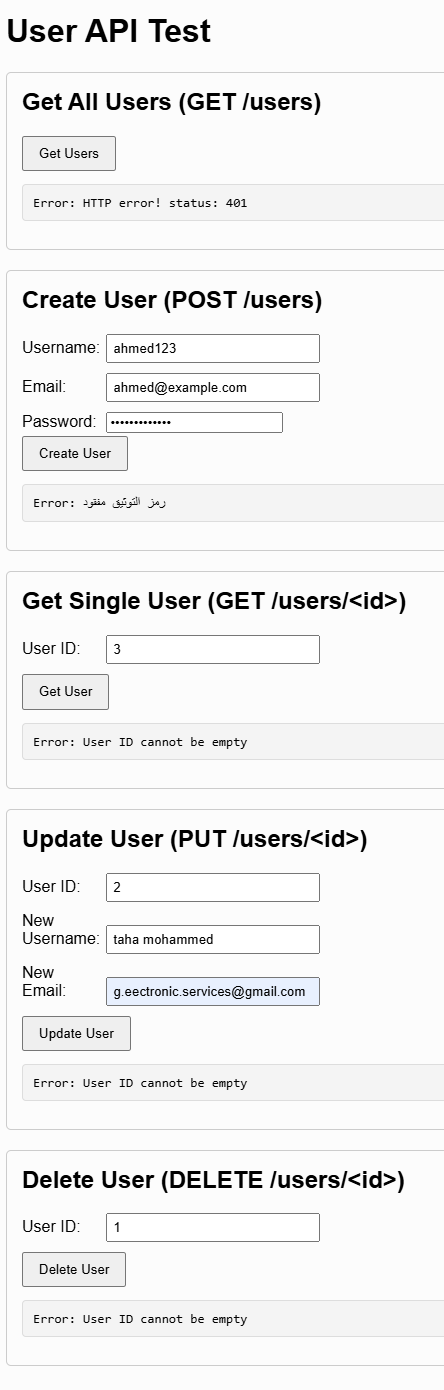 User API Test
Get All Users (GET /users)
Get Users
Error: HTTP error! status: 401
Create User (POST /users)
Username: ahmed123
Email: ahmed@example.com
Password: •••••••••••••
Create User
Error: رمز التوثيق مفقود
Get Single User (GET /users/<id>)
User ID: 3
Get User
Error: User ID cannot be empty
Update User (PUT /users/<id>)
User ID: 2
New
Username: taha mohammed
New
Email: g.eectronic.services@gmail.com
Update User
Error: User ID cannot be empty
Delete User (DELETE /users/<id>)
User ID: 1
Delete User
Error: User ID cannot be empty